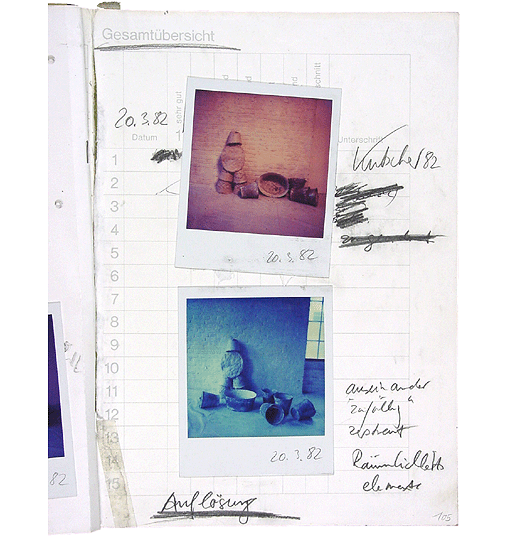 Gesamtübersicht
sehr gut
schnitt
20.3.82
Datum
1
Unterschrift
Kutscher 82
1
2
3
4
5
6
7
8
9
10
11
12
13
14
15
20.3.82
20.3.82
82
auseinander
"zufällig"
zerstreut
Räumlichkeits
elemente
Auflösung
105